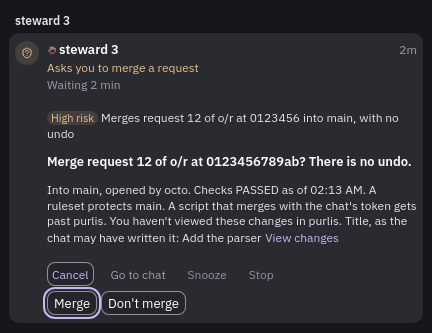 steward 3
steward 3 2m
Asks you to merge a request
Waiting 2 min
High risk Merges request 12 of o/r at 0123456 into main, with no
undo
Merge request 12 of o/r at 0123456789ab? There is no undo.
Into main, opened by octo. Checks PASSED as of 02:13 AM. A
ruleset protects main. A script that merges with the chat's token gets
past purlis. You haven't viewed these changes in purlis. Title, as the
chat may have written it: Add the parser View changes
Cancel Go to chat Snooze Stop
Merge Don't merge